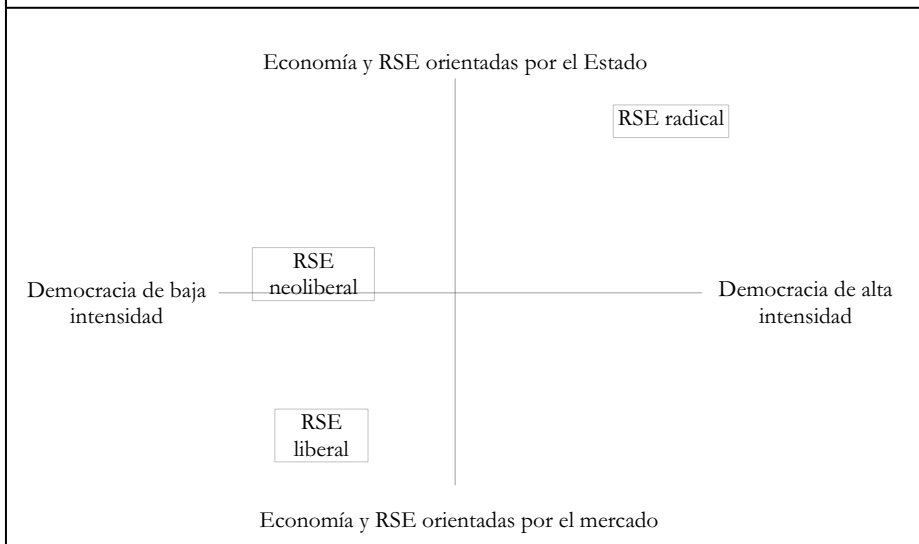 Economía y RSE orientadas por el Estado
RSE radical
RSE
neoliberal
Democracia de baja
intensidad
Democracia de alta
intensidad
RSE
liberal
Economía y RSE orientadas por el mercado